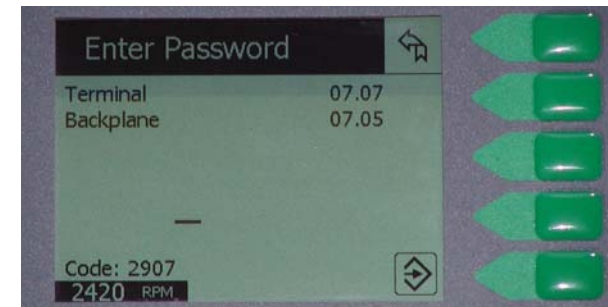 Enter Password
Terminal 07.07
Backplane 07.05
Code: 2907
2420 RPM